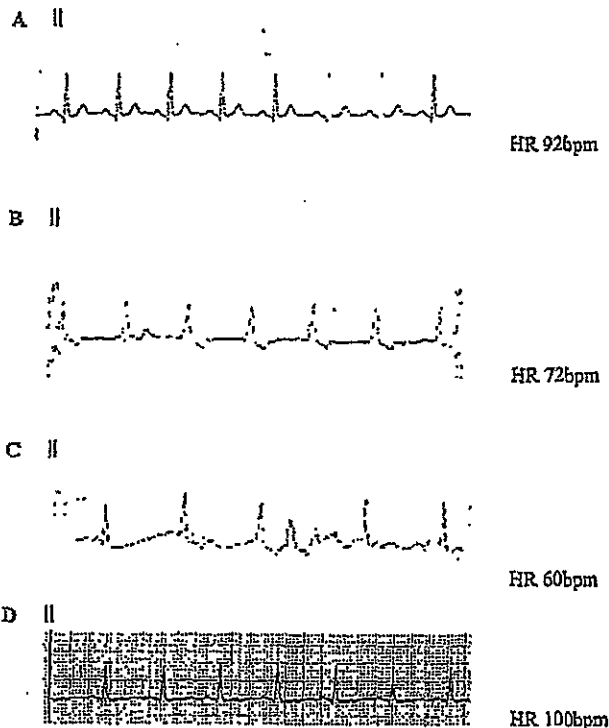 A II
HR 92bpm
B II
HR 72bpm
C II
HR 60bpm
D II
HR 100bpm